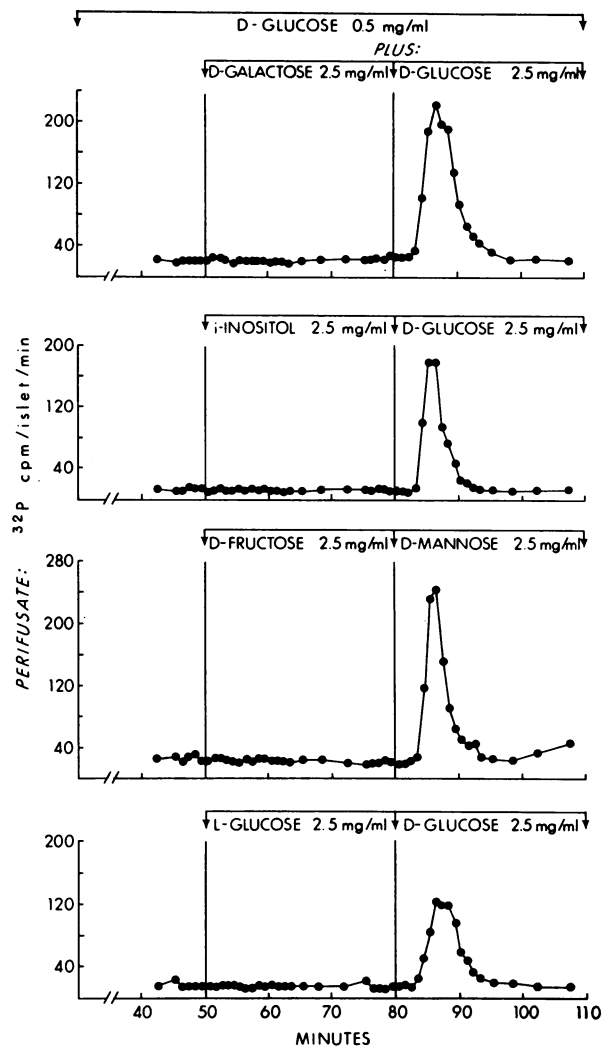 D-GLUCOSE 0.5 mg/ml
PLUS:
D-GALACTOSE 2.5 mg/ml D-GLUCOSE 2.5 mg/ml
200
120
40
i-INOSITOL 2.5 mg/ml D-GLUCOSE 2.5 mg/ml
200
120
40
D-FRUCTOSE 2.5 mg/ml D-MANNOSE 2.5 mg/ml
280
200
120
40
L-GLUCOSE 2.5 mg/ml D-GLUCOSE 2.5 mg/ml
200
120
40
40 50 60 70 80 90 100 110
MINUTES
PERIFUSATE: 32P cpm/islet/min